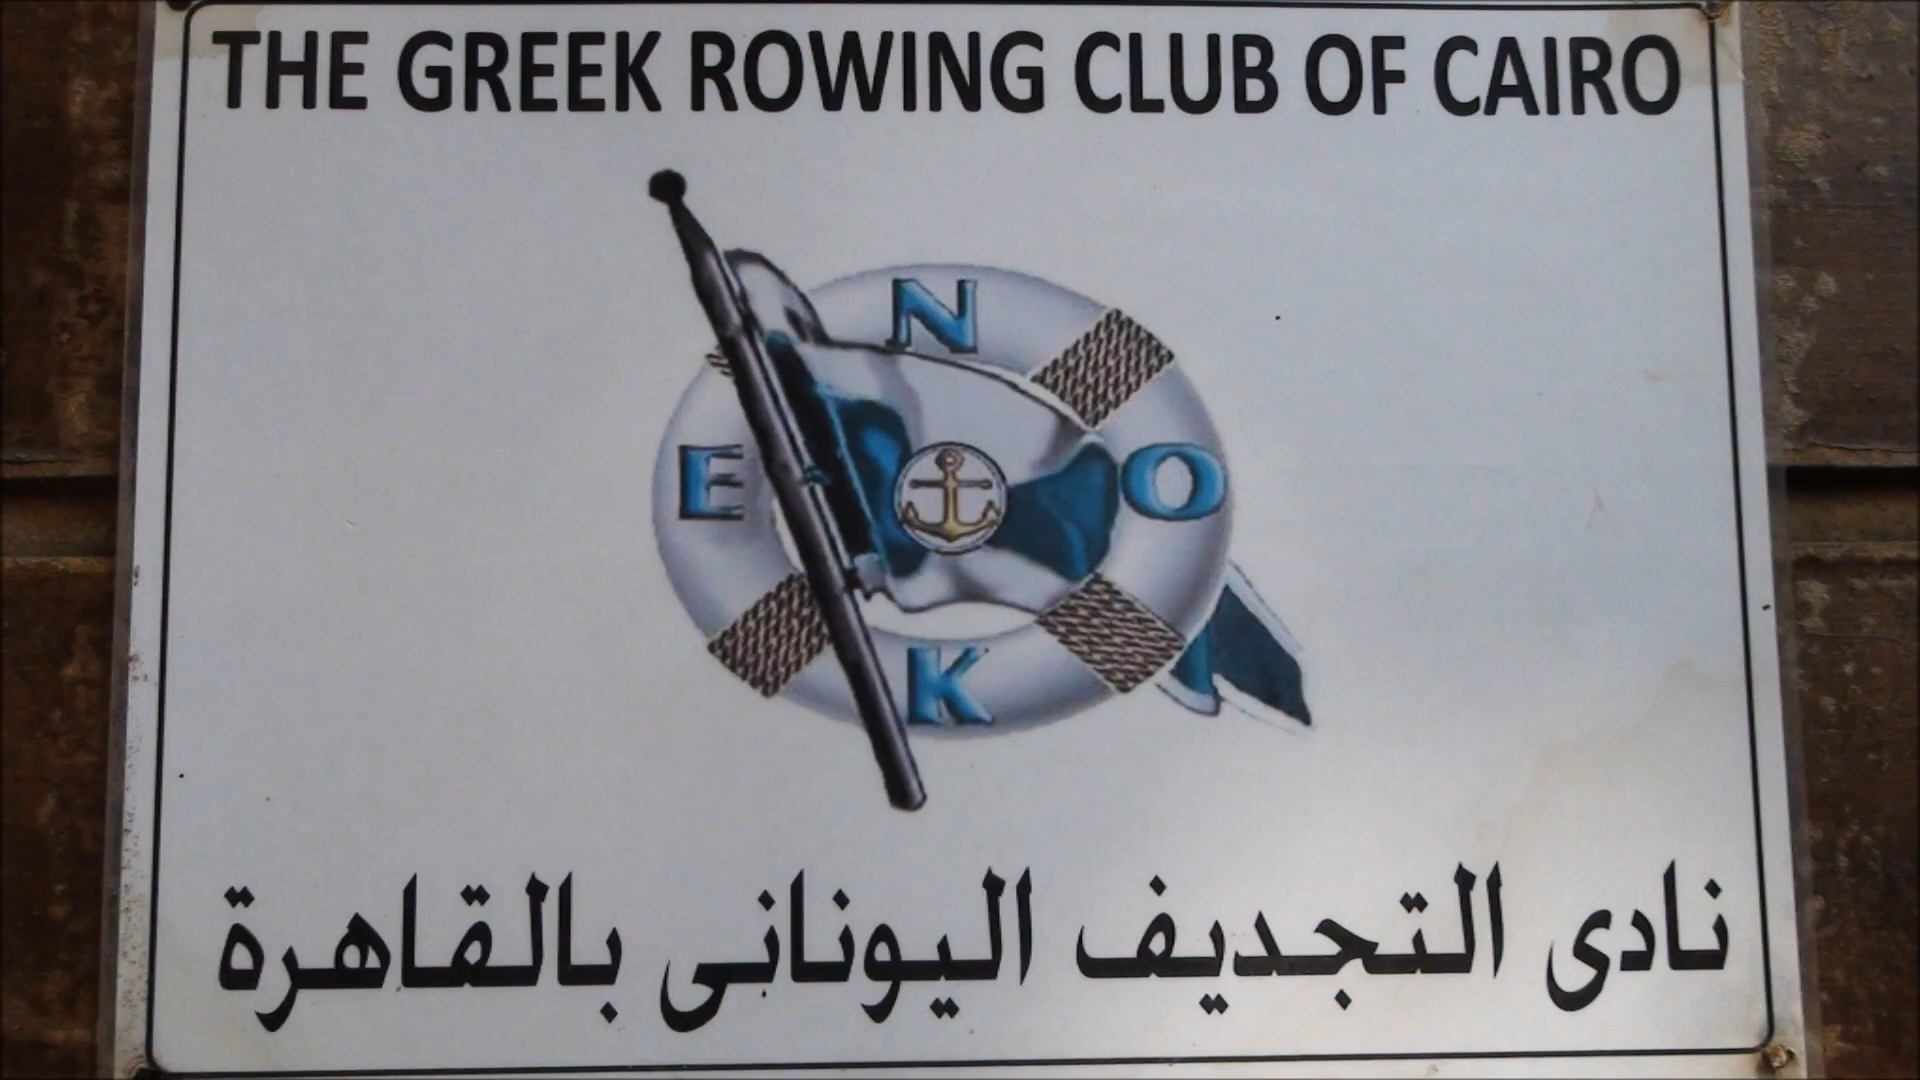 THE GREEK ROWING CLUB OF CAIRO
N
E O
K
نادى التجديف اليونانى بالقاهرة